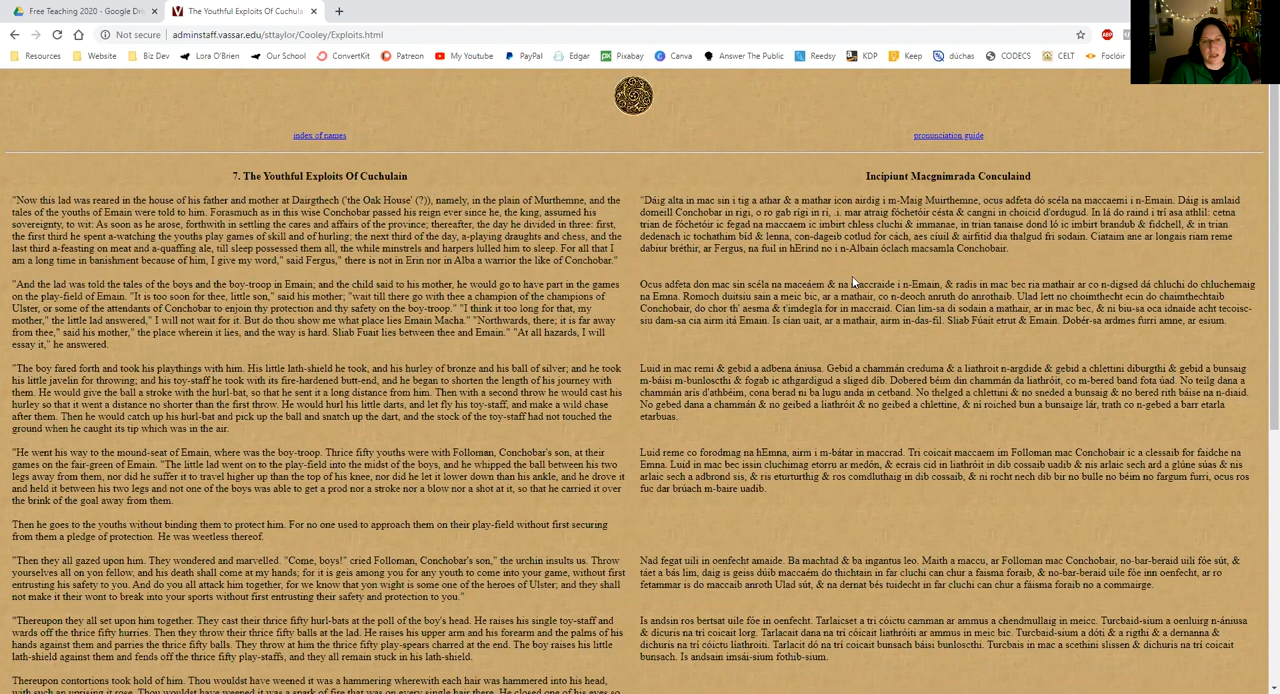 Free Teaching 2020 - Google Dri
The Youthful Exploits Of Cuchula
Not secure
adminstaff.vassar.edu/sttaylor/Cooley/Exploits.html
Resources Website Biz Dev Lora O'Brien Our School ConvertKit Patreon My Youtube PayPal Edgar Pixabay Canva Answer The Public Reedsy KDP Keep dúchas CODECS CELT Foclóir
ABP
index of names
pronunciation guide
7. The Youthful Exploits Of Cuchulain
"Now this lad was reared in the house of his father and mother at Dairgthech ('the Oak House' (?)), namely, in the plain of Murthemne, and the
tales of the youths of Emain were told to him. Forasmuch as in this wise Conchobar passed his reign ever since he, the king, assumed his
sovereignty, to wit: As soon as he arose, forthwith in settling the cares and affairs of the province; thereafter, the day he divided in three: first,
the first third he spent a-watching the youths play games of skill and of hurling; the next third of the day, a-playing draughts and chess, and the
last third a-feasting on meat and a-quaffing ale, till sleep possessed them all, the while minstrels and harpers lulled him to sleep. For all that I
am a long time in banishment because of him, I give my word," said Fergus," there is not in Erin nor in Alba a warrior the like of Conchobar."
"And the lad was told the tales of the boys and the boy-troop in Emain; and the child said to his mother, he would go to have part in the games
on the play-field of Emain. "It is too soon for thee, little son," said his mother; "wait till there go with thee a champion of the champions of
Ulster, or some of the attendants of Conchobar to enjoin thy protection and thy safety on the boy-troop." "I think it too long for that, my
mother," the little lad answered," I will not wait for it. But do thou show me what place lies Emain Macha." "Northwards, there; it is far away
from thee," said his mother, "the place wherein it lies, and the way is hard. Sliab Fuait lies between thee and Emain." "At all hazards, I will
essay it," he answered.
"The boy fared forth and took his playthings with him. His little lath-shield he took, and his hurley of bronze and his ball of silver; and he took
his little javelin for throwing; and his toy-staff he took with its fire-hardened butt-end, and he began to shorten the length of his journey with
them. He would give the ball a stroke with the hurl-bat, so that he sent it a long distance from him. Then with a second throw he would cast his
hurley so that it went a distance no shorter than the first throw. He would hurl his little darts, and let fly his toy-staff, and make a wild chase
after them. Then he would catch up his hurl-bat and pick up the ball and snatch up the dart, and the stock of the toy-staff had not touched the
ground when he caught its tip which was in the air.
"He went his way to the mound-seat of Emain, where was the boy-troop. Thrice fifty youths were with Folloman, Conchobar's son, at their
games on the fair-green of Emain. "The little lad went on to the play-field into the midst of the boys, and he whipped the ball between his two
legs away from them, nor did he suffer it to travel higher up than the top of his knee, nor did he let it lower down than his ankle, and he drove it
and held it between his two legs and not one of the boys was able to get a prod nor a stroke nor a blow nor a shot at it, so that he carried it over
the brink of the goal away from them.
Then he goes to the youths without binding them to protect him. For no one used to approach them on their play-field without first securing
from them a pledge of protection. He was weetless thereof.
"Then they all gazed upon him. They wondered and marvelled. "Come, boys!" cried Folloman, Conchobar's son," the urchin insults us. Throw
yourselves all on yon fellow, and his death shall come at my hands; for it is geis among you for any youth to come into your game, without first
entrusting his safety to you. And do you all attack him together, for we know that yon wight is some one of the heroes of Ulster; and they shall
not make it their wont to break into your sports without first entrusting their safety and protection to you."
"Thereupon they all set upon him together. They cast their thrice fifty hurl-bats at the poll of the boy's head. He raises his single toy-staff and
wards off the thrice fifty hurries. Then they throw their thrice fifty balls at the lad. He raises his upper arm and his forearm and the palms of his
hands against them and parries the thrice fifty balls. They throw at him the thrice fifty play-spears charred at the end. The boy raises his little
lath-shield against them and fends off the thrice fifty play-staffs, and they all remain stuck in his lath-shield.
Thereupon contortions took hold of him. Thou wouldst have weened it was a hammering wherewith each hair was hammered into his head,
with such an uprising it rose. Thou wouldst have weened it was a spark of fire that was on every single hair there. He closed one of his eyes so
Incipiunt Macgnimrada Conculaind
"Dáig alta in mac sin i tig a athar & a mathar icon airdig i m-Maig Muirthemne, ocus adfeta dó scéla na maccaemi i n-Emain. Dáig is amlaid
domeill Conchobar in rigi, o ro gab rigi in rí, .i. mar atraig fóchetóir césta & cangni in choicid d'ordugud. In lá do raind i trí asa athlil: cetna
trian de fóchétóir ic fegad na maccaem ic imbirt chless cluchi & immanae, in trian tanaise dond ló ic imbirt brandub & fidchell, & in trian
dedenach ic tochathim bíd & lenna, con-dageib cotlud for cách, aes ciuil & airfitid dia thalgud fri sodain. Ciataim ane ar longais riam reme
dabiur bréthir, ar Fergus, na fuil in hErind no i n-Albain óclach macsamla Conchobair.
Ocus adfeta don mac sin scéla na maceáem & na maccraide i n-Emain, & radis in mac bec ria mathair ar co n-digsed dá chluchi do chluchemaig
na Emna. Romoch duitsiu sain a meic bic, ar a mathair, co n-deoch anruth do anrothaib. Ulad lett no choimthecht ecin do chaimthechtaib
Conchobair, do chor th' aesma & t'imdegla for in maccraid. Cían lim-sa di sodain a mathair, ar in mac bec, & ni biu-sa oca idnaide acht tecoisc-
siu dam-sa cia airm itá Emain. Is cían uait, ar a mathair, airm in-das-fil. Sliab Fúait etrut & Emain. Dobér-sa ardmes furri amne, ar esium.
Luid in mac remi & gebid a adbena ániusa. Gebid a chammán creduma & a liathroit n-argdide & gebid a chlettini diburgthi & gebid a bunsaig
m-báisi m-bunloscthi & fogab ic athgardigud a sliged díb. Dobered béim din chammán da liathróit, co m-bered band fota úad. No teilg dana a
chammán aris d'athbéim, cona berad ni ba lugu anda in cetband. No thelged a chlettini & no sneded a bunsaig & no bered rith báise na n-diaid.
No gebed dana a chammán & no geibed a liathróit & no geibed a chlettine, & ni roiched bun a bunsaige lár, trath co n-gebed a barr etarla
etarbuas.
Luid reme co forodmag na hEmna, airm i m-bátar in maccrad. Tri coicait maccaem im Folloman mac Conchobair ic a clessaib for faidche na
Emna. Luid in mac bec issin cluchimag etorru ar medón, & ecrais cid in liathróit in dib cossaib uadib & nis arlaic sech ard a glúne súas & nis
arlaic sech a adbrond sis, & ris eturturthig & ros comdluthaig in dib cossaib, & ni rocht nech dib bir no bulle no béim no fargum furri, ocus ros
fuc dar brúach m-baire uadib.
Nad fegat uili in oenfecht amaide. Ba machtad & ba ingantus leo. Maith a maccu, ar Folloman mac Conchobair, no-bar-beraid uili fóe sút, &
táet a bás lim, daig is geiss dúib maccaém do thichtain in far cluchi can chur a faisma foraib, & no-bar-beraid uile fóe inn oenfecht, ar ro
fetammar is do maccaib anroth Ulad sút, & na dernat bés tuidecht in far cluchi can chur a fáisma foraib no a commairge.
Is andsin ros bertsat uile fóe in oenfecht. Tarlaicset a trí cóictu camman ar ammus a chendmullaig in meicc. Turcbaid-sium a oenluirg n-ániusa
& dicuris na tri coicait lorg. Tarlacait dana na trí cóicait liathróiti ar ammus in meic bic. Turcbaid-sium a dóti & a rigthi & a dernanna &
dichuris na trí cóictu liathróiti. Tarlacit dó na tri cóicait bunsach báisi bunloscthi. Turcbais in mac a scethini slissen & dichuris na tri coicait
bunsach. Is andsain imsái-sium fothib-sium.